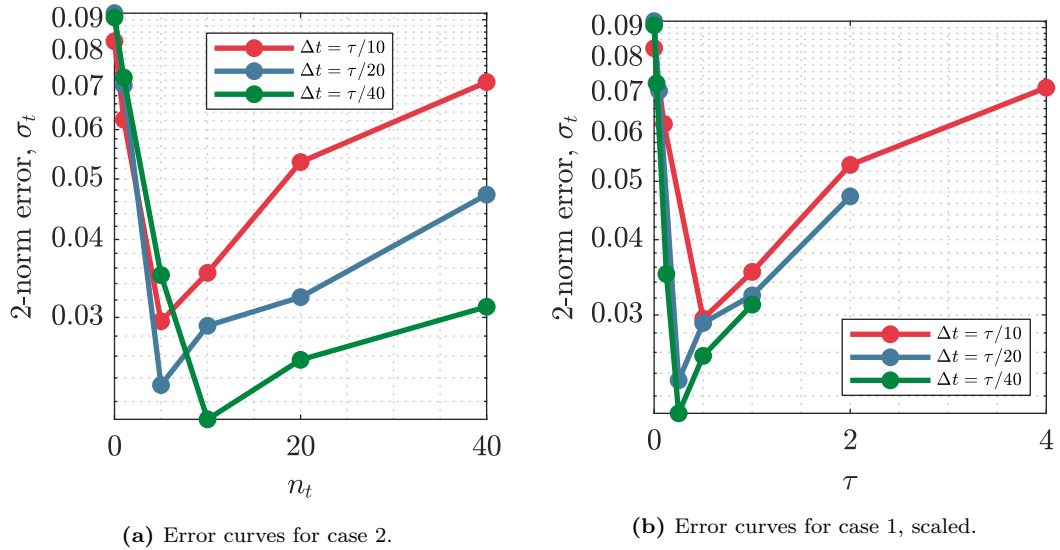 2-norm error, σₜ
0.09
0.08
0.07
0.06
0.05
0.04
0.03
Δt = τ/10
Δt = τ/20
Δt = τ/40
0 20 40
nₜ
(a) Error curves for case 2.
2-norm error, σₜ
0.09
0.08
0.07
0.06
0.05
0.04
0.03
Δt = τ/10
Δt = τ/20
Δt = τ/40
0 2 4
τ
(b) Error curves for case 1, scaled.